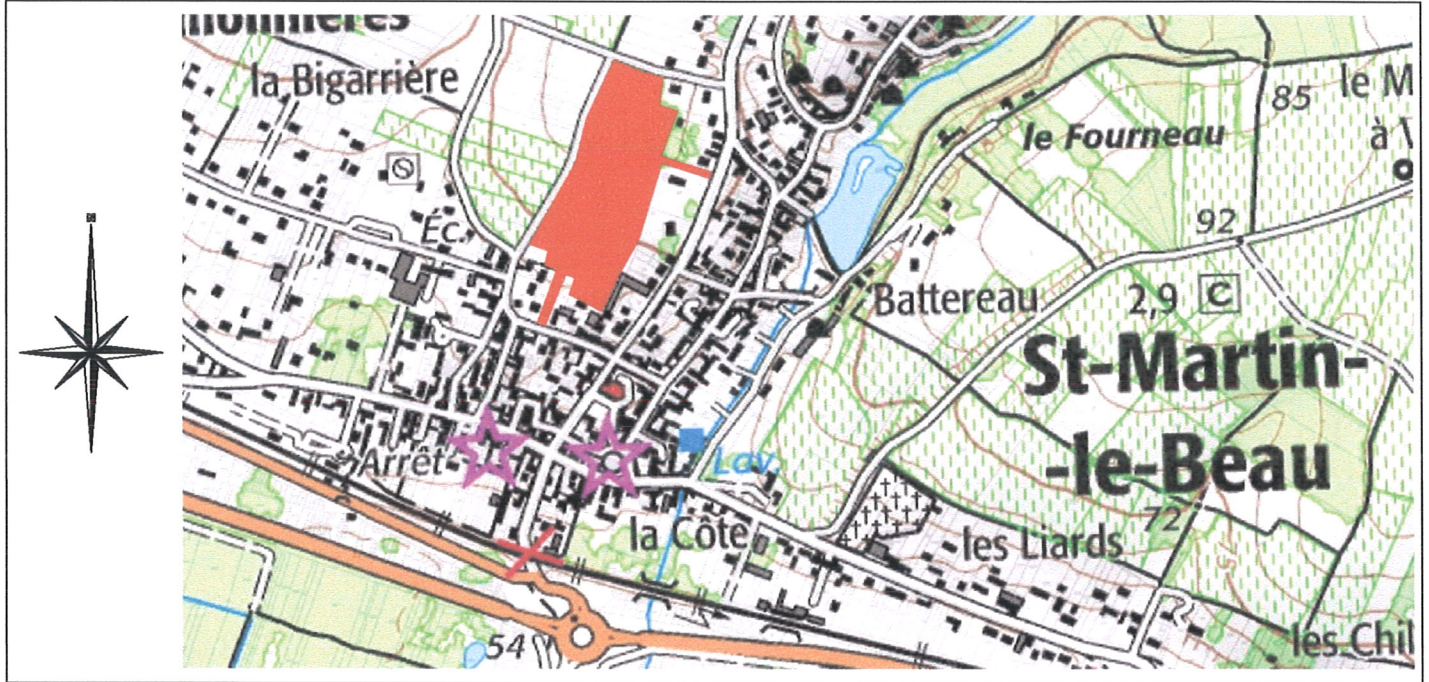 la Bigarrière
85 le M
le Fourneau
à V
Éc.
92
Battereau
2,9 C
St-Martin-
-le-Beau
Arrêt
Lav.
la Côte
les Liards
72
54
les Chil